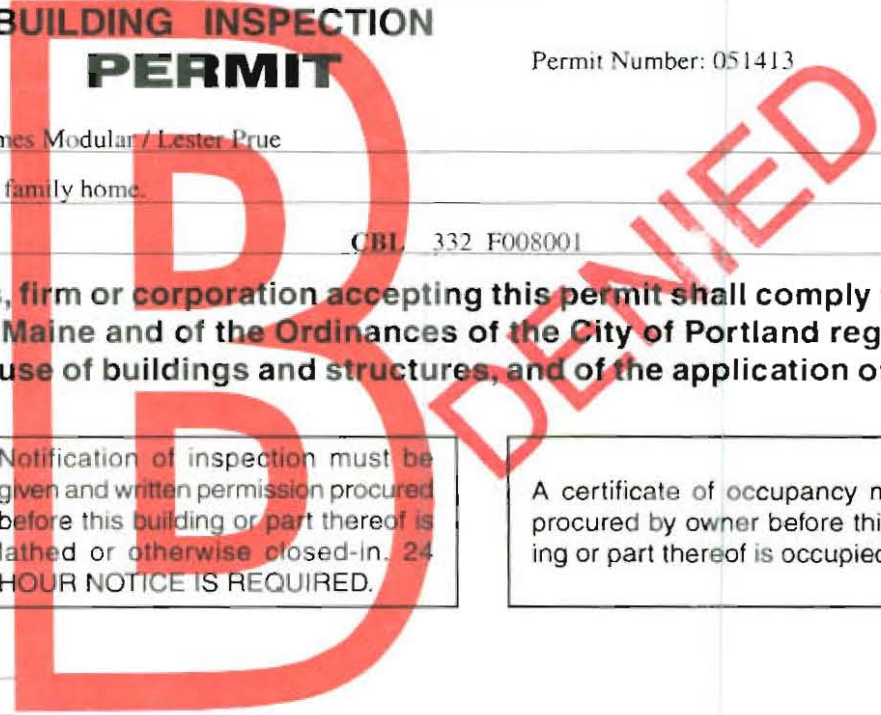 BUILDING INSPECTION
PERMIT
Permit Number: 051413
mes Modular / Lester Prue
family home.
CBL 332 F008001
, firm or corporation accepting this permit shall comply
Maine and of the Ordinances of the City of Portland reg
use of buildings and structures, and of the application of
Notification of inspection must be
given and written permission procured
before this building or part thereof is
lathed or otherwise closed-in. 24
HOUR NOTICE IS REQUIRED.
A certificate of occupancy
procured by owner before thi
ing or part thereof is occupied
B
DENIED